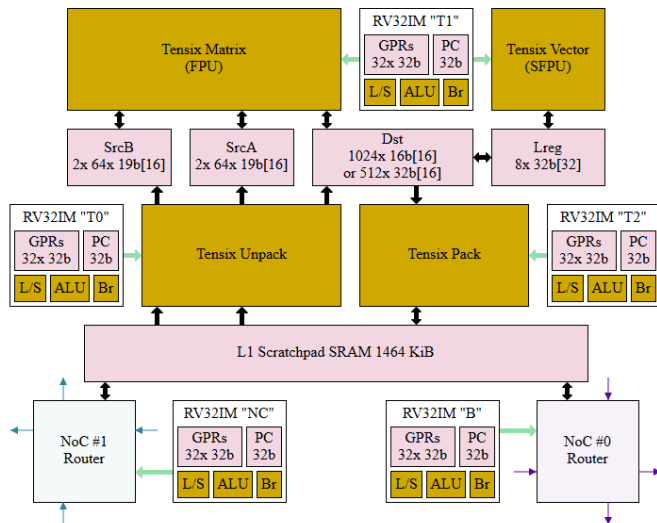 Tensix Matrix
(FPU)
RV32IM "T1"
GPRs
32x 32b
PC
32b
L/S
ALU
Br
Tensix Vector
(SFPU)
SrcB
2x 64x 19b[16]
SrcA
2x 64x 19b[16]
Dst
1024x 16b[16]
or 512x 32b[16]
Lreg
8x 32b[32]
RV32IM "T0"
GPRs
32x 32b
PC
32b
L/S
ALU
Br
Tensix Unpack
Tensix Pack
RV32IM "T2"
GPRs
32x 32b
PC
32b
L/S
ALU
Br
L1 Scratchpad SRAM 1464 KiB
NoC #1
Router
RV32IM "NC"
GPRs
32x 32b
PC
32b
L/S
ALU
Br
RV32IM "B"
GPRs
32x 32b
PC
32b
L/S
ALU
Br
NoC #0
Router